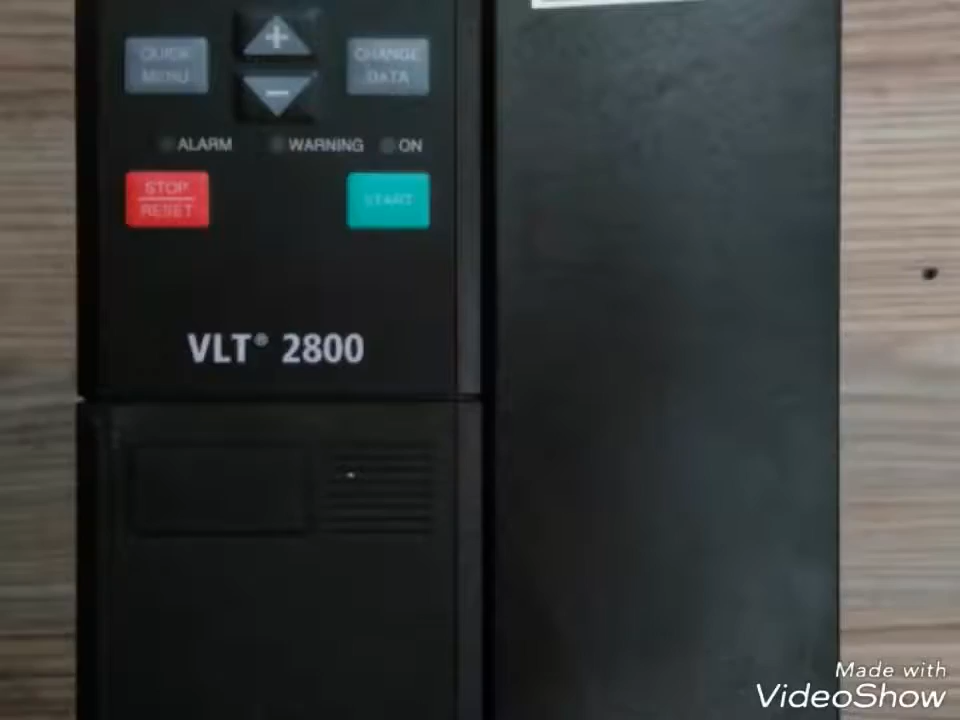 +
QUICK
MENU
CHANGE
DATA
−
ALARM WARNING ON
STOP
RESET
START
VLT® 2800
Made with
VideoShow